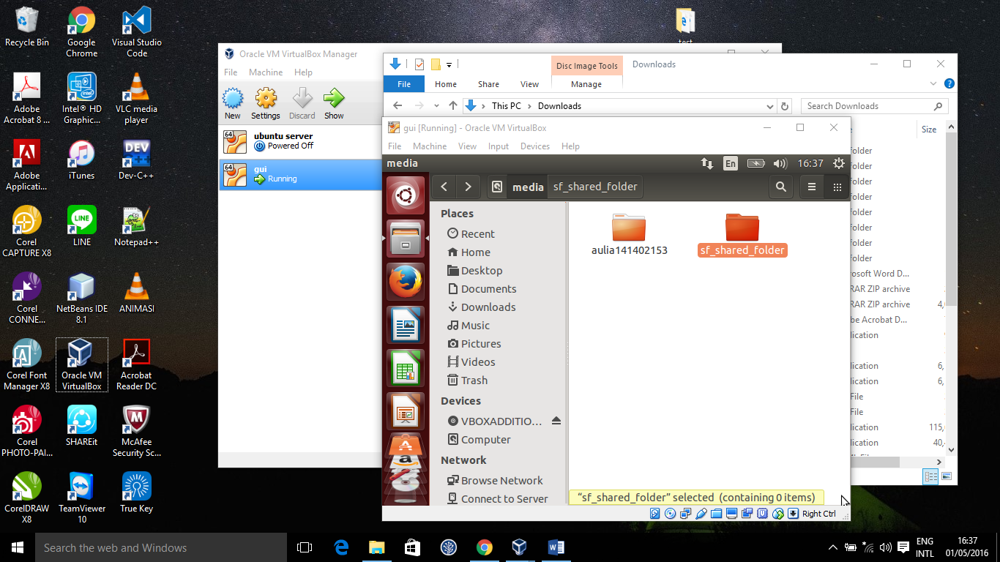 Recycle Bin
Google Chrome
Visual Studio Code
Adobe Acrobat 8 ...
Intel® HD Graphic...
VLC media player
Adobe Applicati...
iTunes
Dev-C++
Corel CAPTURE X8
LINE
Notepad++
Corel CONNE...
NetBeans IDE 8.1
ANIMASI
Corel Font Manager X8
Oracle VM VirtualBox
Acrobat Reader DC
Corel PHOTO-PAI...
SHAREit
McAfee Security Sc...
CorelDRAW X8
TeamViewer 10
True Key
test
Oracle VM VirtualBox Manager
File Machine Help
New Settings Discard Show
64 ubuntu server
Powered Off
64 gui
Running
Disc Image Tools Downloads
File Home Share View Manage
This PC Downloads Search Downloads
Size
gui [Running] - Oracle VM VirtualBox
File Machine View Input Devices Help
media En 16:37
media sf_shared_folder
Places
Recent
Home
Desktop
Documents
Downloads
Music
Pictures
Videos
Trash
Devices
VBOXADDITIO...
Computer
Network
Browse Network
Connect to Server
aulia141402153
sf_shared_folder
"sf_shared_folder" selected (containing 0 items)
Right Ctrl
older
older
older
older
older
older
older
older
rosoft Word D...
RAR ZIP archive
RAR ZIP archive 4,
be Acrobat D...
lication
lication 6,
lication 6,
File
File
lication 115,
lication 40,
Search the web and Windows
ENG
INTL
16:37
01/05/2016